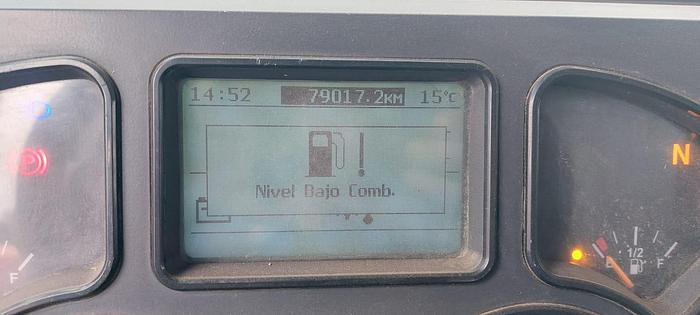 14:52 79017.2KM 15°C
!
Nivel Bajo Comb.
P
N
F
E 1/2 F